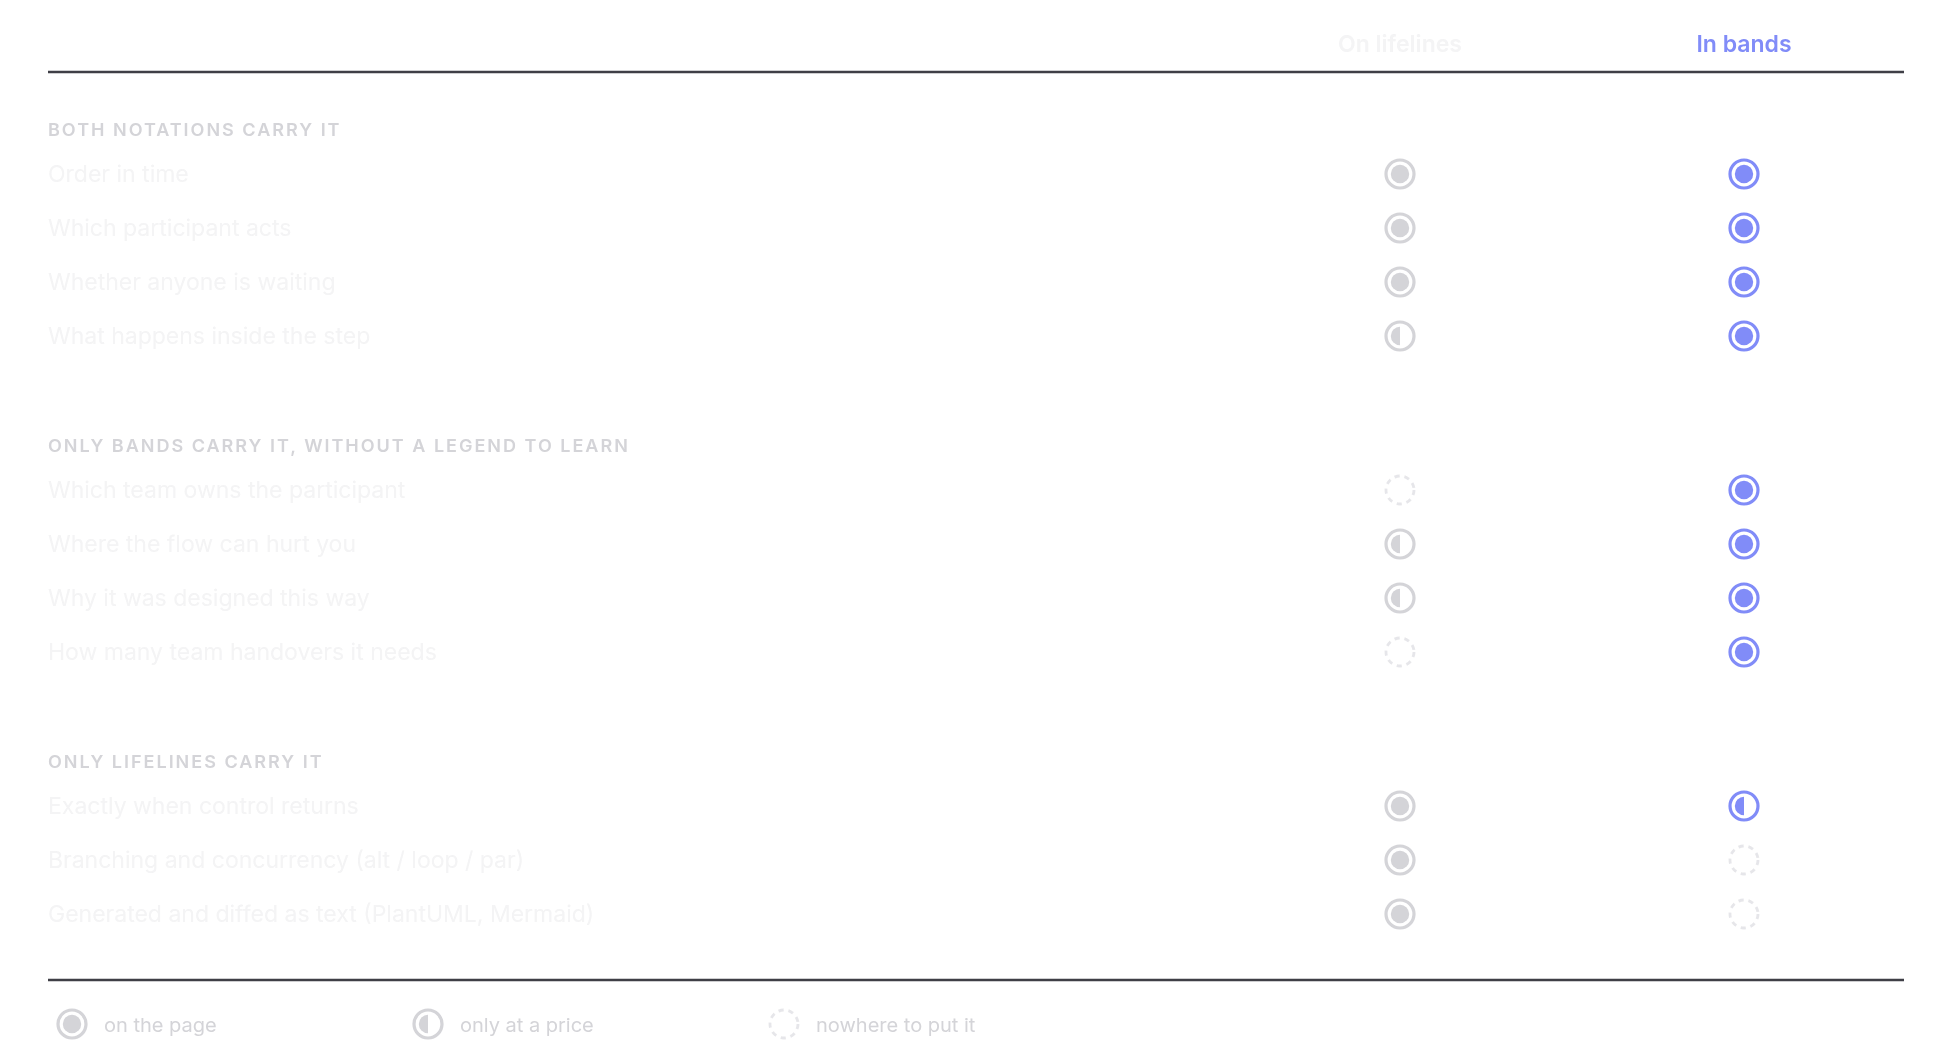 On lifelines In bands
BOTH NOTATIONS CARRY IT
Order in time
Which participant acts
Whether anyone is waiting
What happens inside the step
ONLY BANDS CARRY IT, WITHOUT A LEGEND TO LEARN
Which team owns the participant
Where the flow can hurt you
Why it was designed this way
How many team handovers it needs
ONLY LIFELINES CARRY IT
Exactly when control returns
Branching and concurrency (alt / loop / par)
Generated and diffed as text (PlantUML, Mermaid)
on the page only at a price nowhere to put it